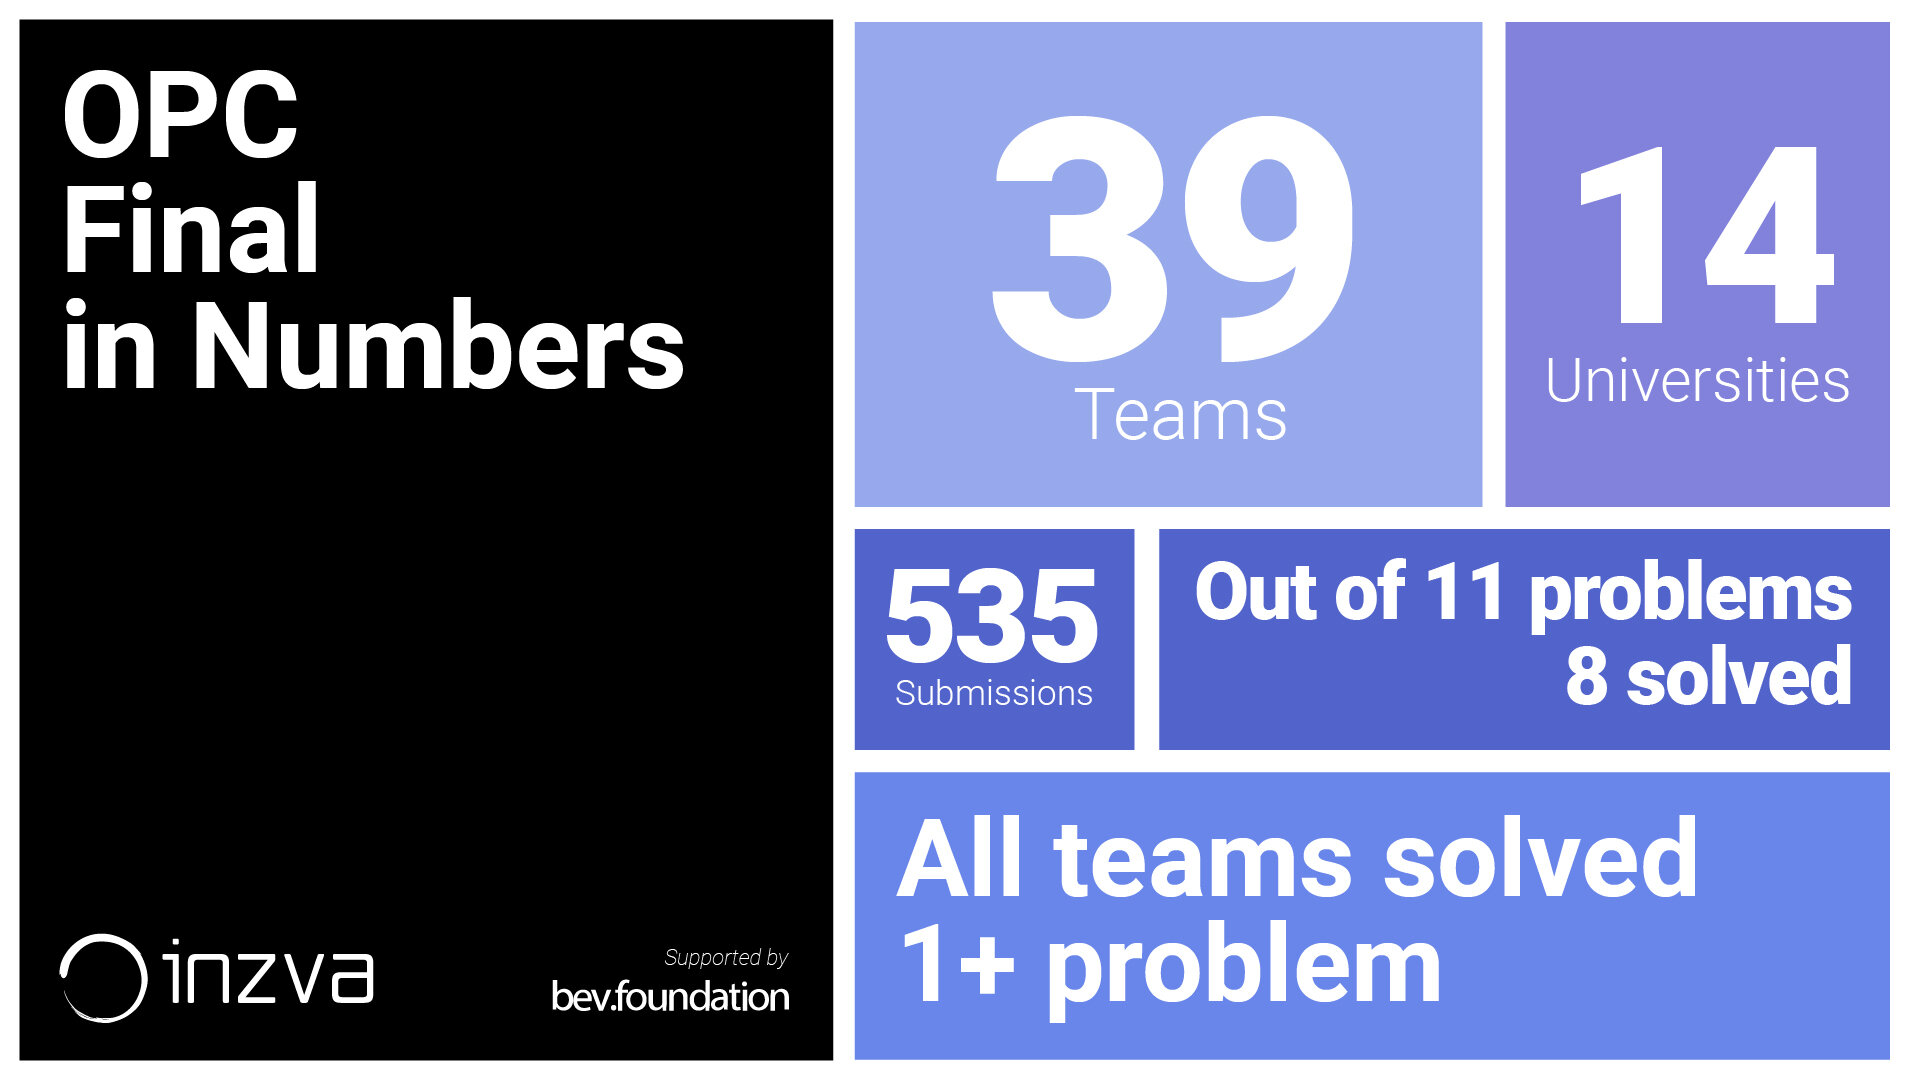 OPC
Final
in Numbers
39
Teams
14
Universities
535
Submissions
Out of 11 problems
8 solved
All teams solved
1+ problem
inzva
Supported by
bev.foundation